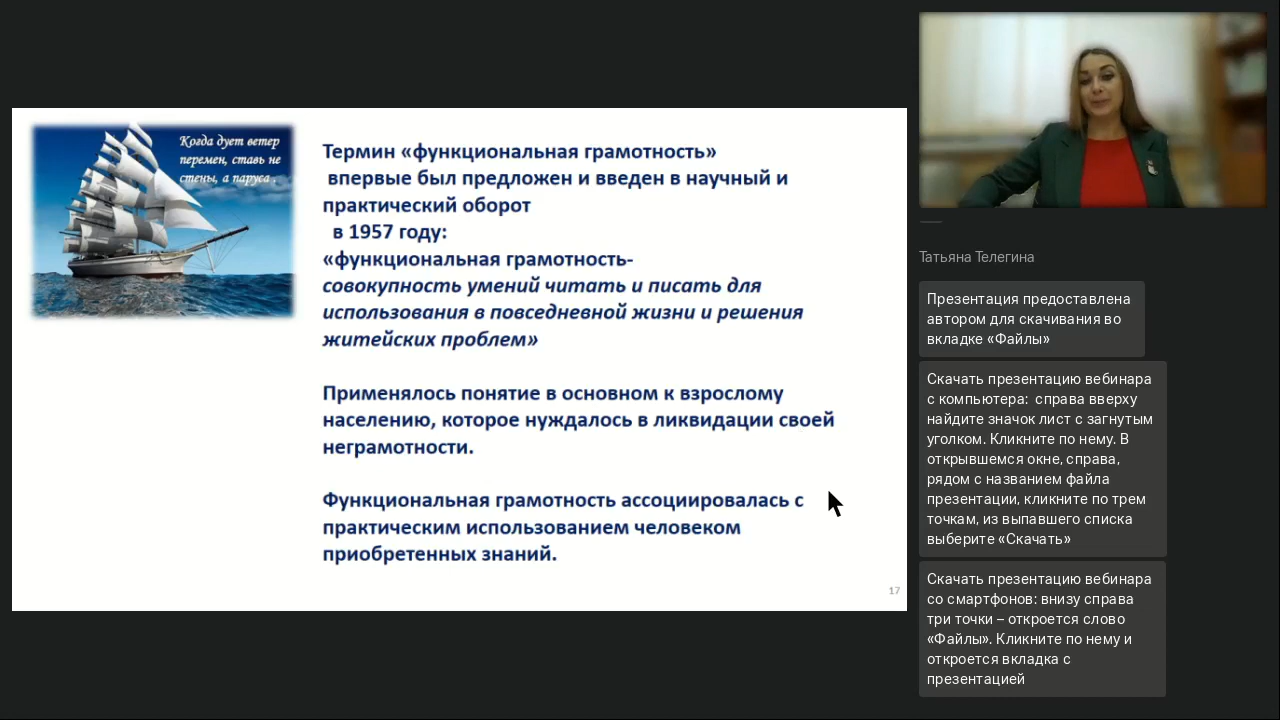 Когда дует ветер
перемен, ставь не
стены, а паруса .
Термин «функциональная грамотность»
впервые был предложен и введен в научный и
практический оборот
в 1957 году:
«функциональная грамотность-
совокупность умений читать и писать для
использования в повседневной жизни и решения
житейских проблем»
Применялось понятие в основном к взрослому
населению, которое нуждалось в ликвидации своей
неграмотности.
Функциональная грамотность ассоциировалась с
практическим использованием человеком
приобретенных знаний.
17
Татьяна Телегина
Презентация предоставлена
автором для скачивания во
вкладке «Файлы»
Скачать презентацию вебинара
с компьютера: справа вверху
найдите значок лист с загнутым
уголком. Кликните по нему. В
открывшемся окне, справа,
рядом с названием файла
презентации, кликните по трем
точкам, из выпавшего списка
выберите «Скачать»
Скачать презентацию вебинара
со смартфонов: внизу справа
три точки – откроется слово
«Файлы». Кликните по нему и
откроется вкладка с
презентацией